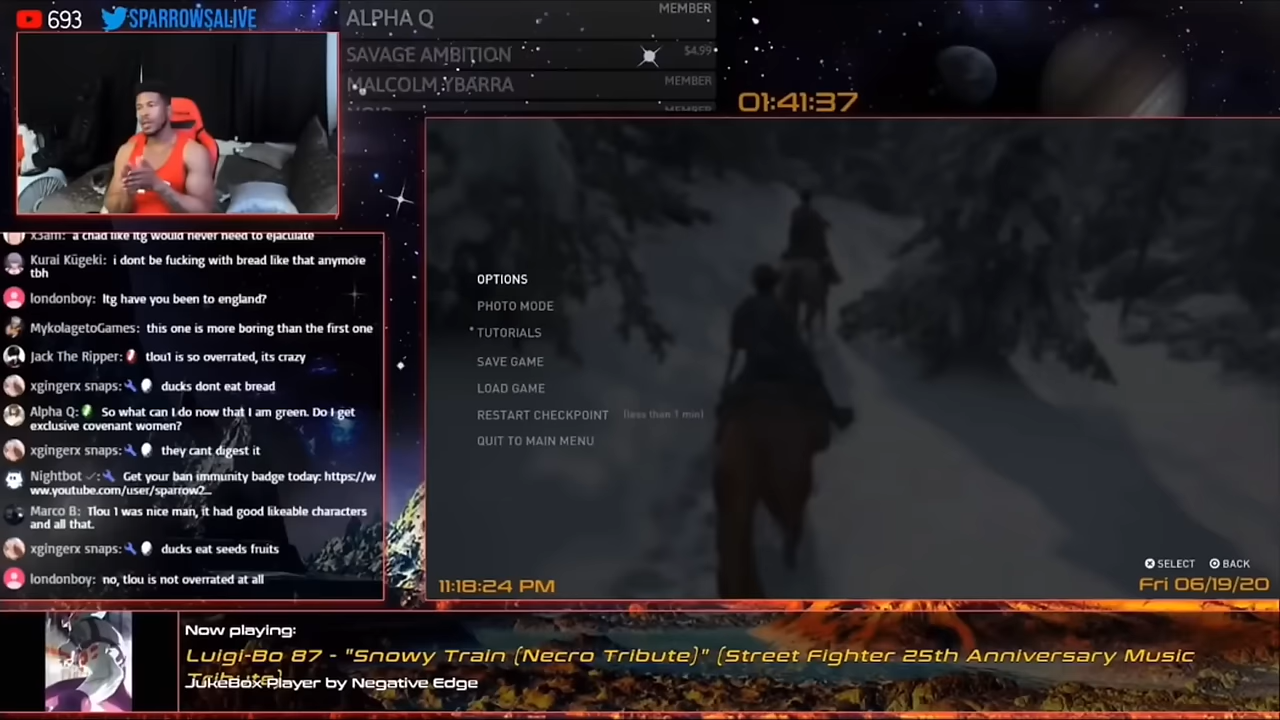 693 SPARROWSALIVE
ALPHA Q MEMBER
SAVAGE AMBITION $4.99
MALCOLM YBARRA MEMBER
MEMBER
01:41:37
x3am: a chad like ltg would never need to ejaculate
Kurai Kūgeki: i dont be fucking with bread like that anymore
tbh
londonboy: ltg have you been to england?
MykolagetoGames: this one is more boring than the first one
Jack The Ripper: tlou1 is so overrated, its crazy
xgingerx snaps: ducks dont eat bread
Alpha Q: So what can I do now that I am green. Do I get
exclusive covenant women?
xgingerx snaps: they cant digest it
Nightbot ✓: Get your ban immunity badge today: https://w
ww.youtube.com/user/sparrow2...
Marco B: Tlou 1 was nice man, it had good likeable characters
and all that.
xgingerx snaps: ducks eat seeds fruits
londonboy: no, tlou is not overrated at all
OPTIONS
PHOTO MODE
TUTORIALS
SAVE GAME
LOAD GAME
RESTART CHECKPOINT (less than 1 min)
QUIT TO MAIN MENU
SELECT BACK
11:18:24 PM
Fri 06/19/20
Now playing:
Luigi-Bo 87 - "Snowy Train (Necro Tribute)" (Street Fighter 25th Anniversary Music
Tribute)
JukeBox Player by Negative Edge